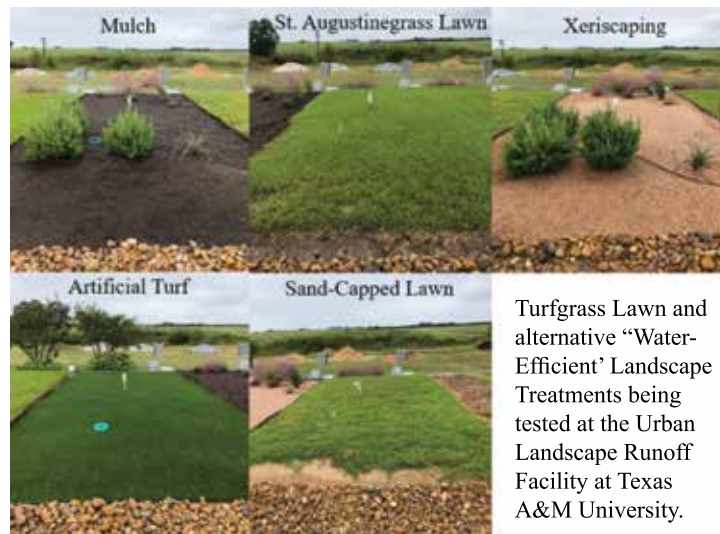 Mulch
St. Augustinegrass Lawn
Xeriscaping
Artificial Turf
Sand-Capped Lawn
Turfgrass Lawn and
alternative “Water-
Efficient’ Landscape
Treatments being
tested at the Urban
Landscape Runoff
Facility at Texas
A&M University.